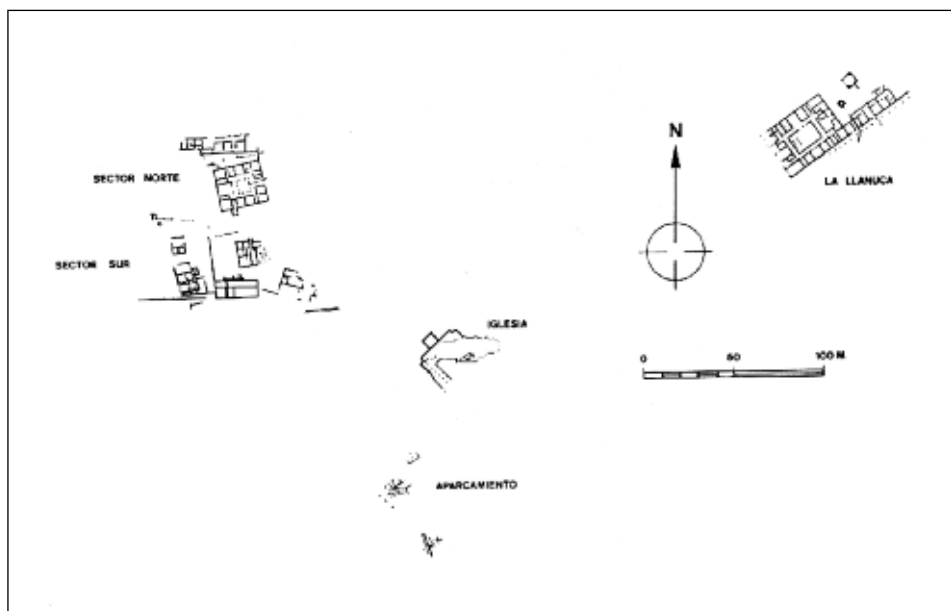 N
LA LLANUCA
SECTOR NORTE
SECTOR SUR
IGLESIA
0 50 100 M.
APARCAMIENTO